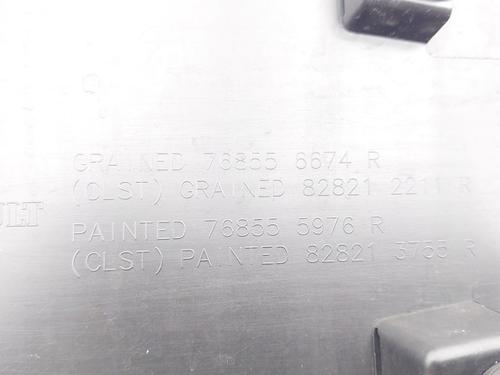 GRAINED 76855 6674 R
(CLST) GRAINED 82821 2211 R
PAINTED 76855 5976 R
(CLST) PAINTED 82821 3755 R